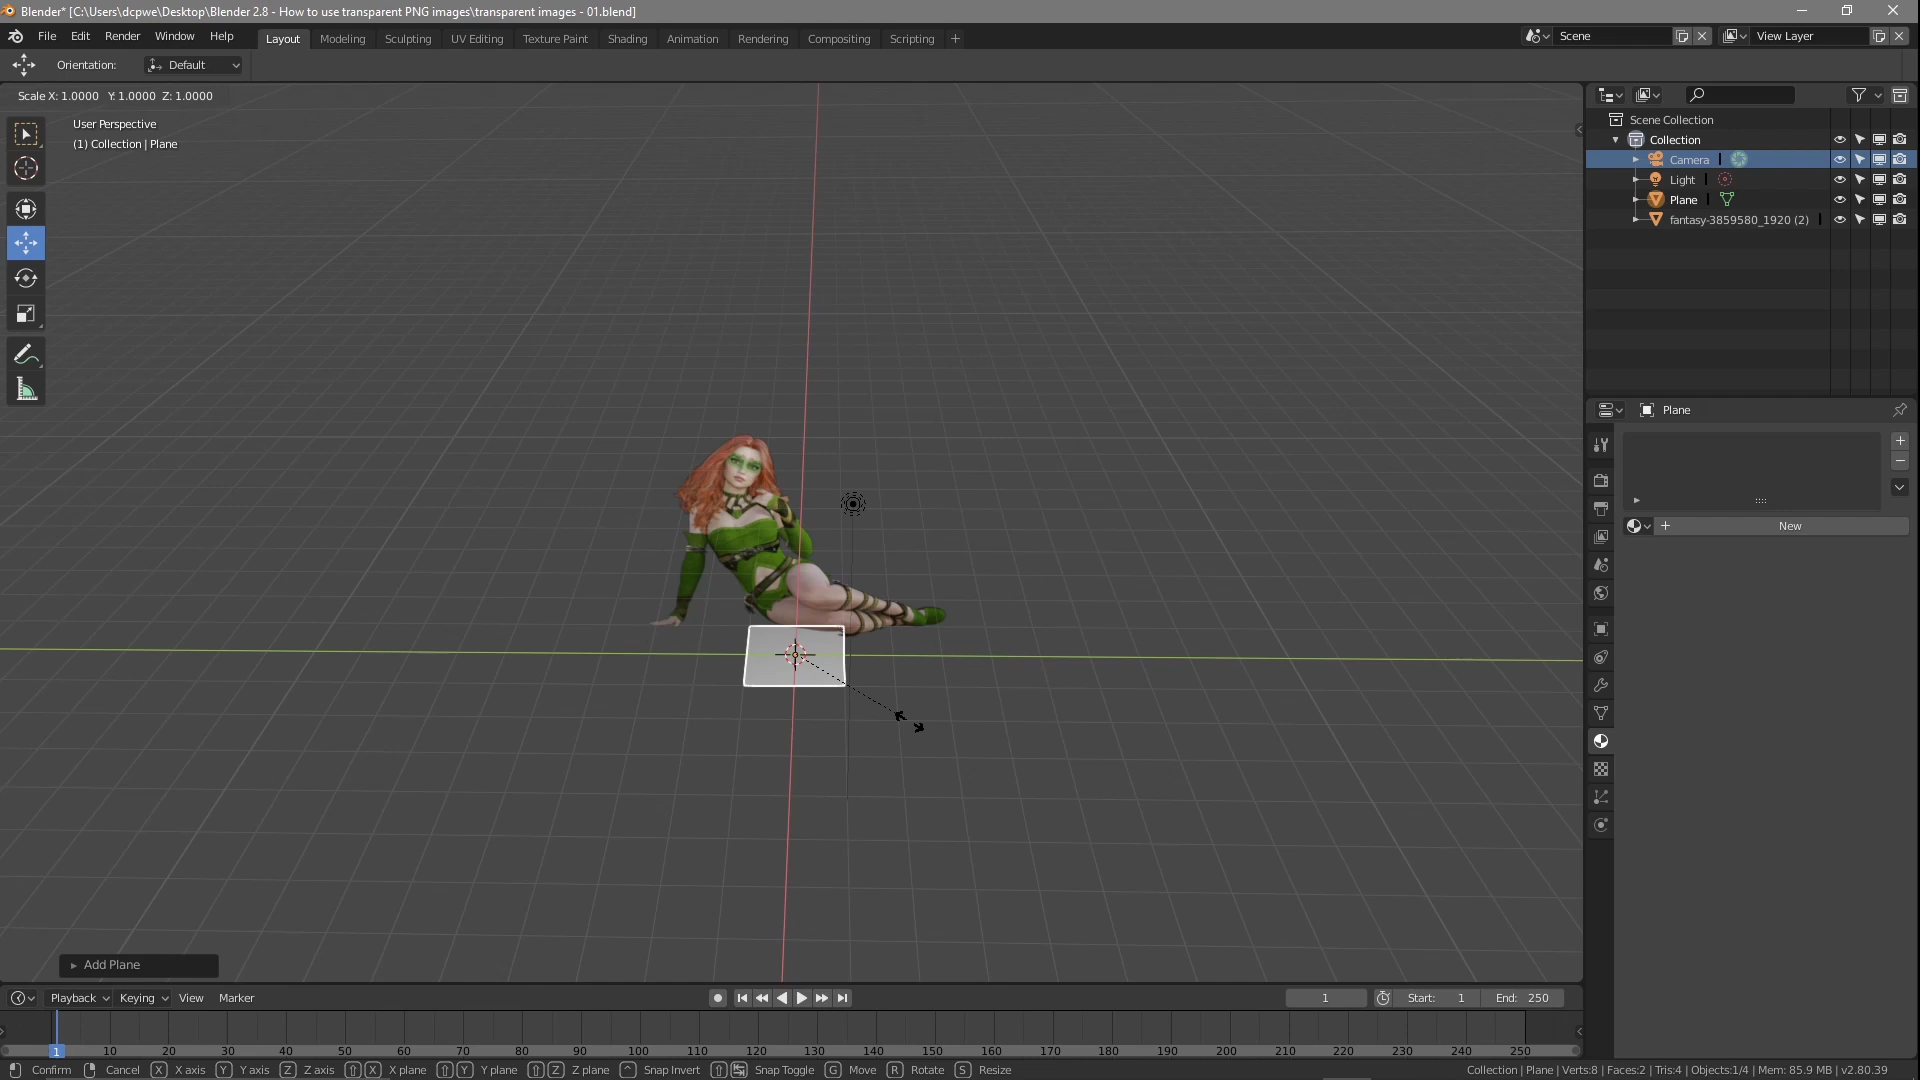 Blender* [C:\Users\dcpwe\Desktop\Blender 2.8 - How to use transparent PNG images\transparent images - 01.blend]
File Edit Render Window Help Layout Modeling Sculpting UV Editing Texture Paint Shading Animation Rendering Compositing Scripting + Scene View Layer
Orientation: Default
Scale X: 1.0000 Y: 1.0000 Z: 1.0000
User Perspective
(1) Collection | Plane
Scene Collection
Collection
Camera
Light
Plane
fantasy-3859580_1920 (2)
Plane
New
Add Plane
Playback Keying View Marker 1 Start: 1 End: 250
1 10 20 30 40 50 60 70 80 90 100 110 120 130 140 150 160 170 180 190 200 210 220 230 240 250
Confirm Cancel X X axis Y Y axis Z Z axis X X plane Y Y plane Z Z plane Snap Invert Snap Toggle G Move R Rotate S Resize Collection | Plane | Verts:8 | Faces:2 | Tris:4 | Objects:1/4 | Mem: 85.9 MB | v2.80.39